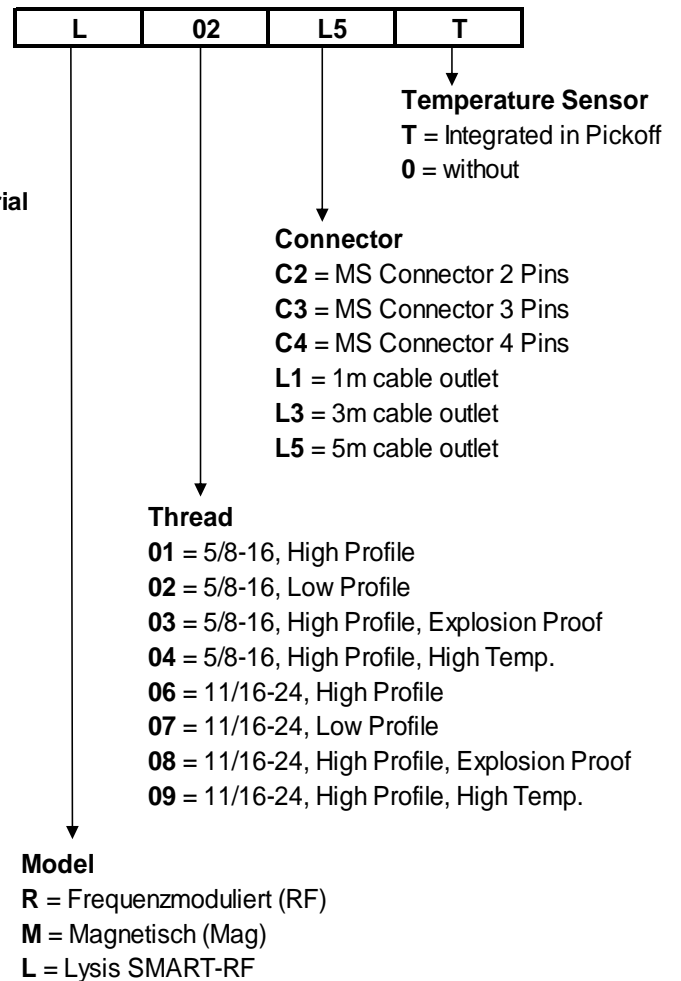 L 02 L5 T
Temperature Sensor
T = Integrated in Pickoff
0 = without
Connector
C2 = MS Connector 2 Pins
C3 = MS Connector 3 Pins
C4 = MS Connector 4 Pins
L1 = 1m cable outlet
L3 = 3m cable outlet
L5 = 5m cable outlet
Thread
01 = 5/8-16, High Profile
02 = 5/8-16, Low Profile
03 = 5/8-16, High Profile, Explosion Proof
04 = 5/8-16, High Profile, High Temp.
06 = 11/16-24, High Profile
07 = 11/16-24, Low Profile
08 = 11/16-24, High Profile, Explosion Proof
09 = 11/16-24, High Profile, High Temp.
Model
R = Frequenzmoduliert (RF)
M = Magnetisch (Mag)
L = Lysis SMART-RF